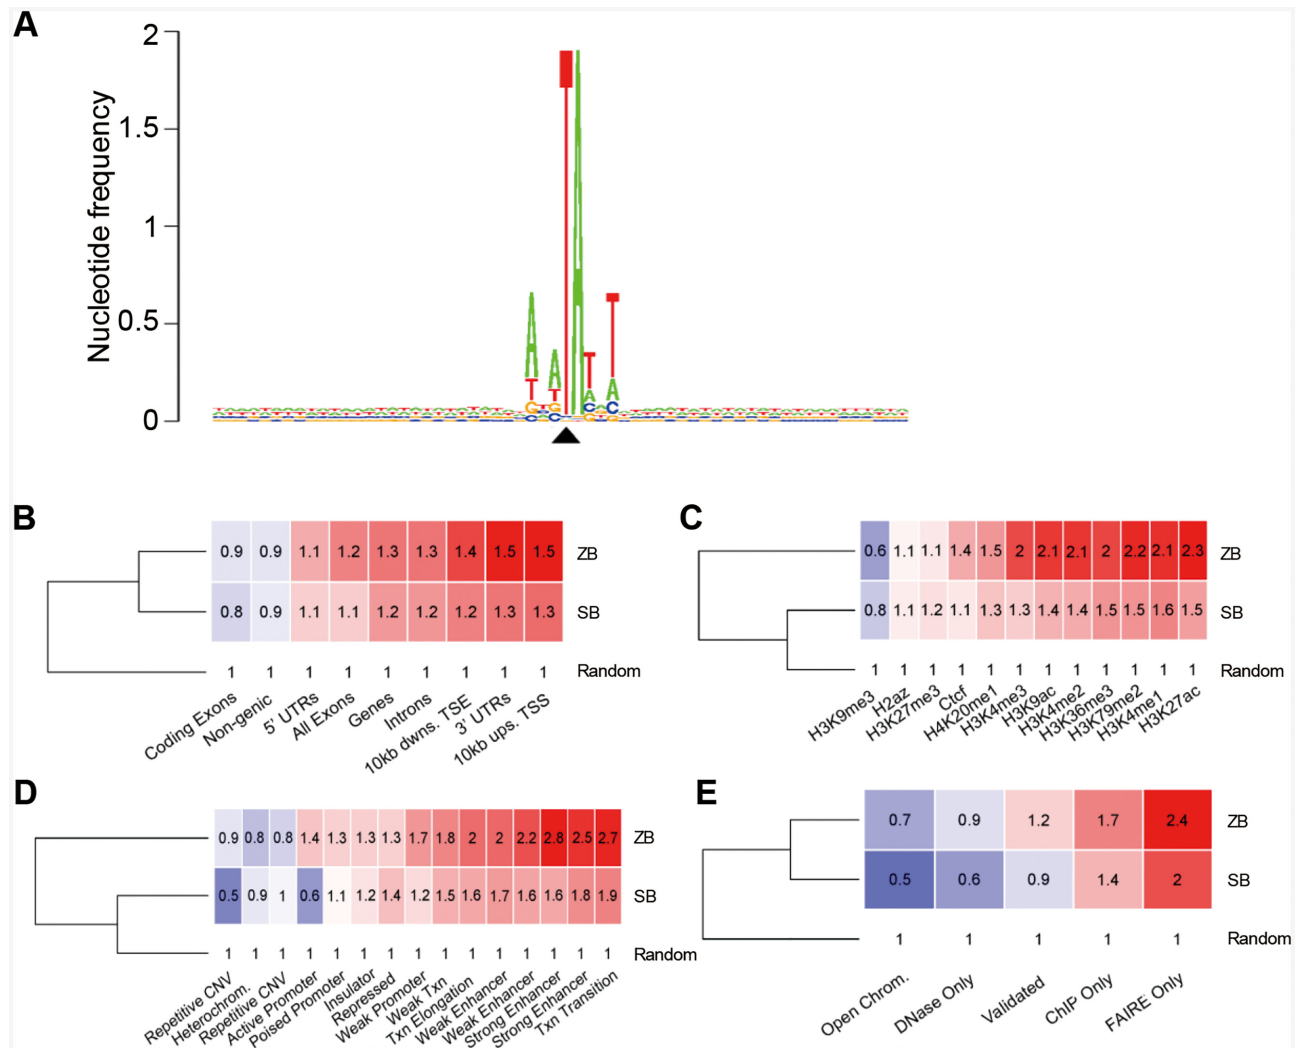 A
Nucleotide frequency
2
1.5
1
0.5
0
A T G C
A T G C
T
A
T A C G
T A C G
B
0.9 0.9 1.1 1.2 1.3 1.3 1.4 1.5 1.5 ZB
0.8 0.9 1.1 1.1 1.2 1.2 1.2 1.3 1.3 SB
1 1 1 1 1 1 1 1 1 Random
Coding Exons
Non-genic
5' UTRs
All Exons
Genes
Introns
10kb dwns. TSE
3' UTRs
10kb ups. TSS
C
0.6 1.1 1.1 1.4 1.5 2 2.1 2.1 2 2.2 2.1 2.3 ZB
0.8 1.1 1.2 1.1 1.3 1.3 1.4 1.4 1.5 1.5 1.6 1.5 SB
1 1 1 1 1 1 1 1 1 1 1 1 Random
H3K9me3
H2az
H3K27me3
Ctcf
H4K20me1
H3K4me3
H3K9ac
H3K4me2
H3K36me3
H3K79me2
H3K4me1
H3K27ac
D
0.9 0.8 0.8 1.4 1.3 1.3 1.3 1.7 1.8 2 2 2.2 2.8 2.5 2.7 ZB
0.5 0.9 1 0.6 1.1 1.2 1.4 1.2 1.5 1.6 1.7 1.6 1.6 1.8 1.9 SB
1 1 1 1 1 1 1 1 1 1 1 1 1 1 1 Random
Repetitive CNV
Heterochrom.
Repetitive CNV
Active Promoter
Poised Promoter
Insulator
Repressed
Weak Promoter
Weak Txn
Txn Elongation
Weak Enhancer
Weak Enhancer
Strong Enhancer
Strong Enhancer
Txn Transition
E
0.7 0.9 1.2 1.7 2.4 ZB
0.5 0.6 0.9 1.4 2 SB
1 1 1 1 1 Random
Open Chrom.
DNase Only
Validated
ChIP Only
FAIRE Only